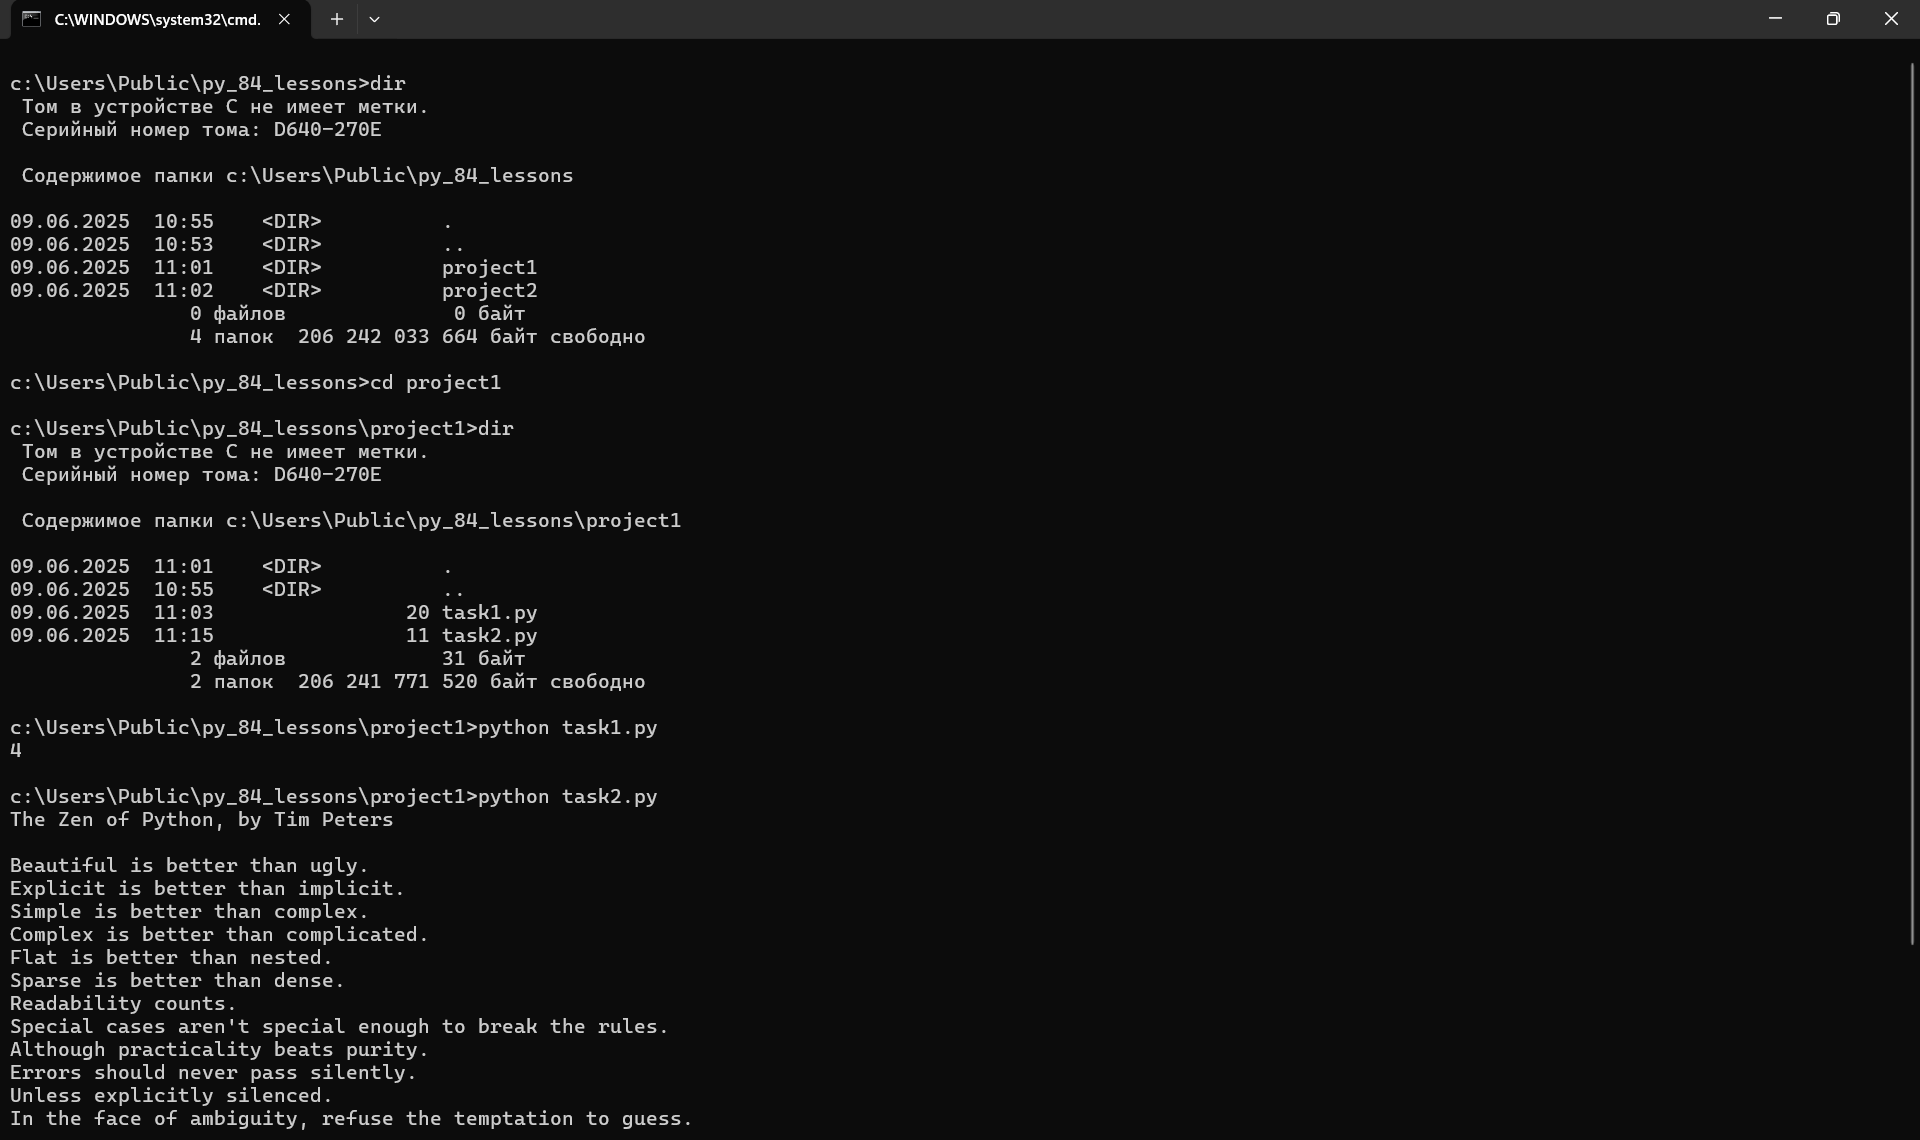 C:\WINDOWS\system32\cmd.
c:\Users\Public\py_84_lessons>dir
Том в устройстве C не имеет метки.
Серийный номер тома: D640-270E
Содержимое папки c:\Users\Public\py_84_lessons
09.06.2025  10:55    <DIR>          .
09.06.2025  10:53    <DIR>          ..
09.06.2025  11:01    <DIR>          project1
09.06.2025  11:02    <DIR>          project2
0 файлов              0 байт
4 папок  206 242 033 664 байт свободно
c:\Users\Public\py_84_lessons>cd project1
c:\Users\Public\py_84_lessons\project1>dir
Том в устройстве C не имеет метки.
Серийный номер тома: D640-270E
Содержимое папки c:\Users\Public\py_84_lessons\project1
09.06.2025  11:01    <DIR>          .
09.06.2025  10:55    <DIR>          ..
09.06.2025  11:03                20 task1.py
09.06.2025  11:15                11 task2.py
2 файлов             31 байт
2 папок  206 241 771 520 байт свободно
c:\Users\Public\py_84_lessons\project1>python task1.py
4
c:\Users\Public\py_84_lessons\project1>python task2.py
The Zen of Python, by Tim Peters
Beautiful is better than ugly.
Explicit is better than implicit.
Simple is better than complex.
Complex is better than complicated.
Flat is better than nested.
Sparse is better than dense.
Readability counts.
Special cases aren't special enough to break the rules.
Although practicality beats purity.
Errors should never pass silently.
Unless explicitly silenced.
In the face of ambiguity, refuse the temptation to guess.